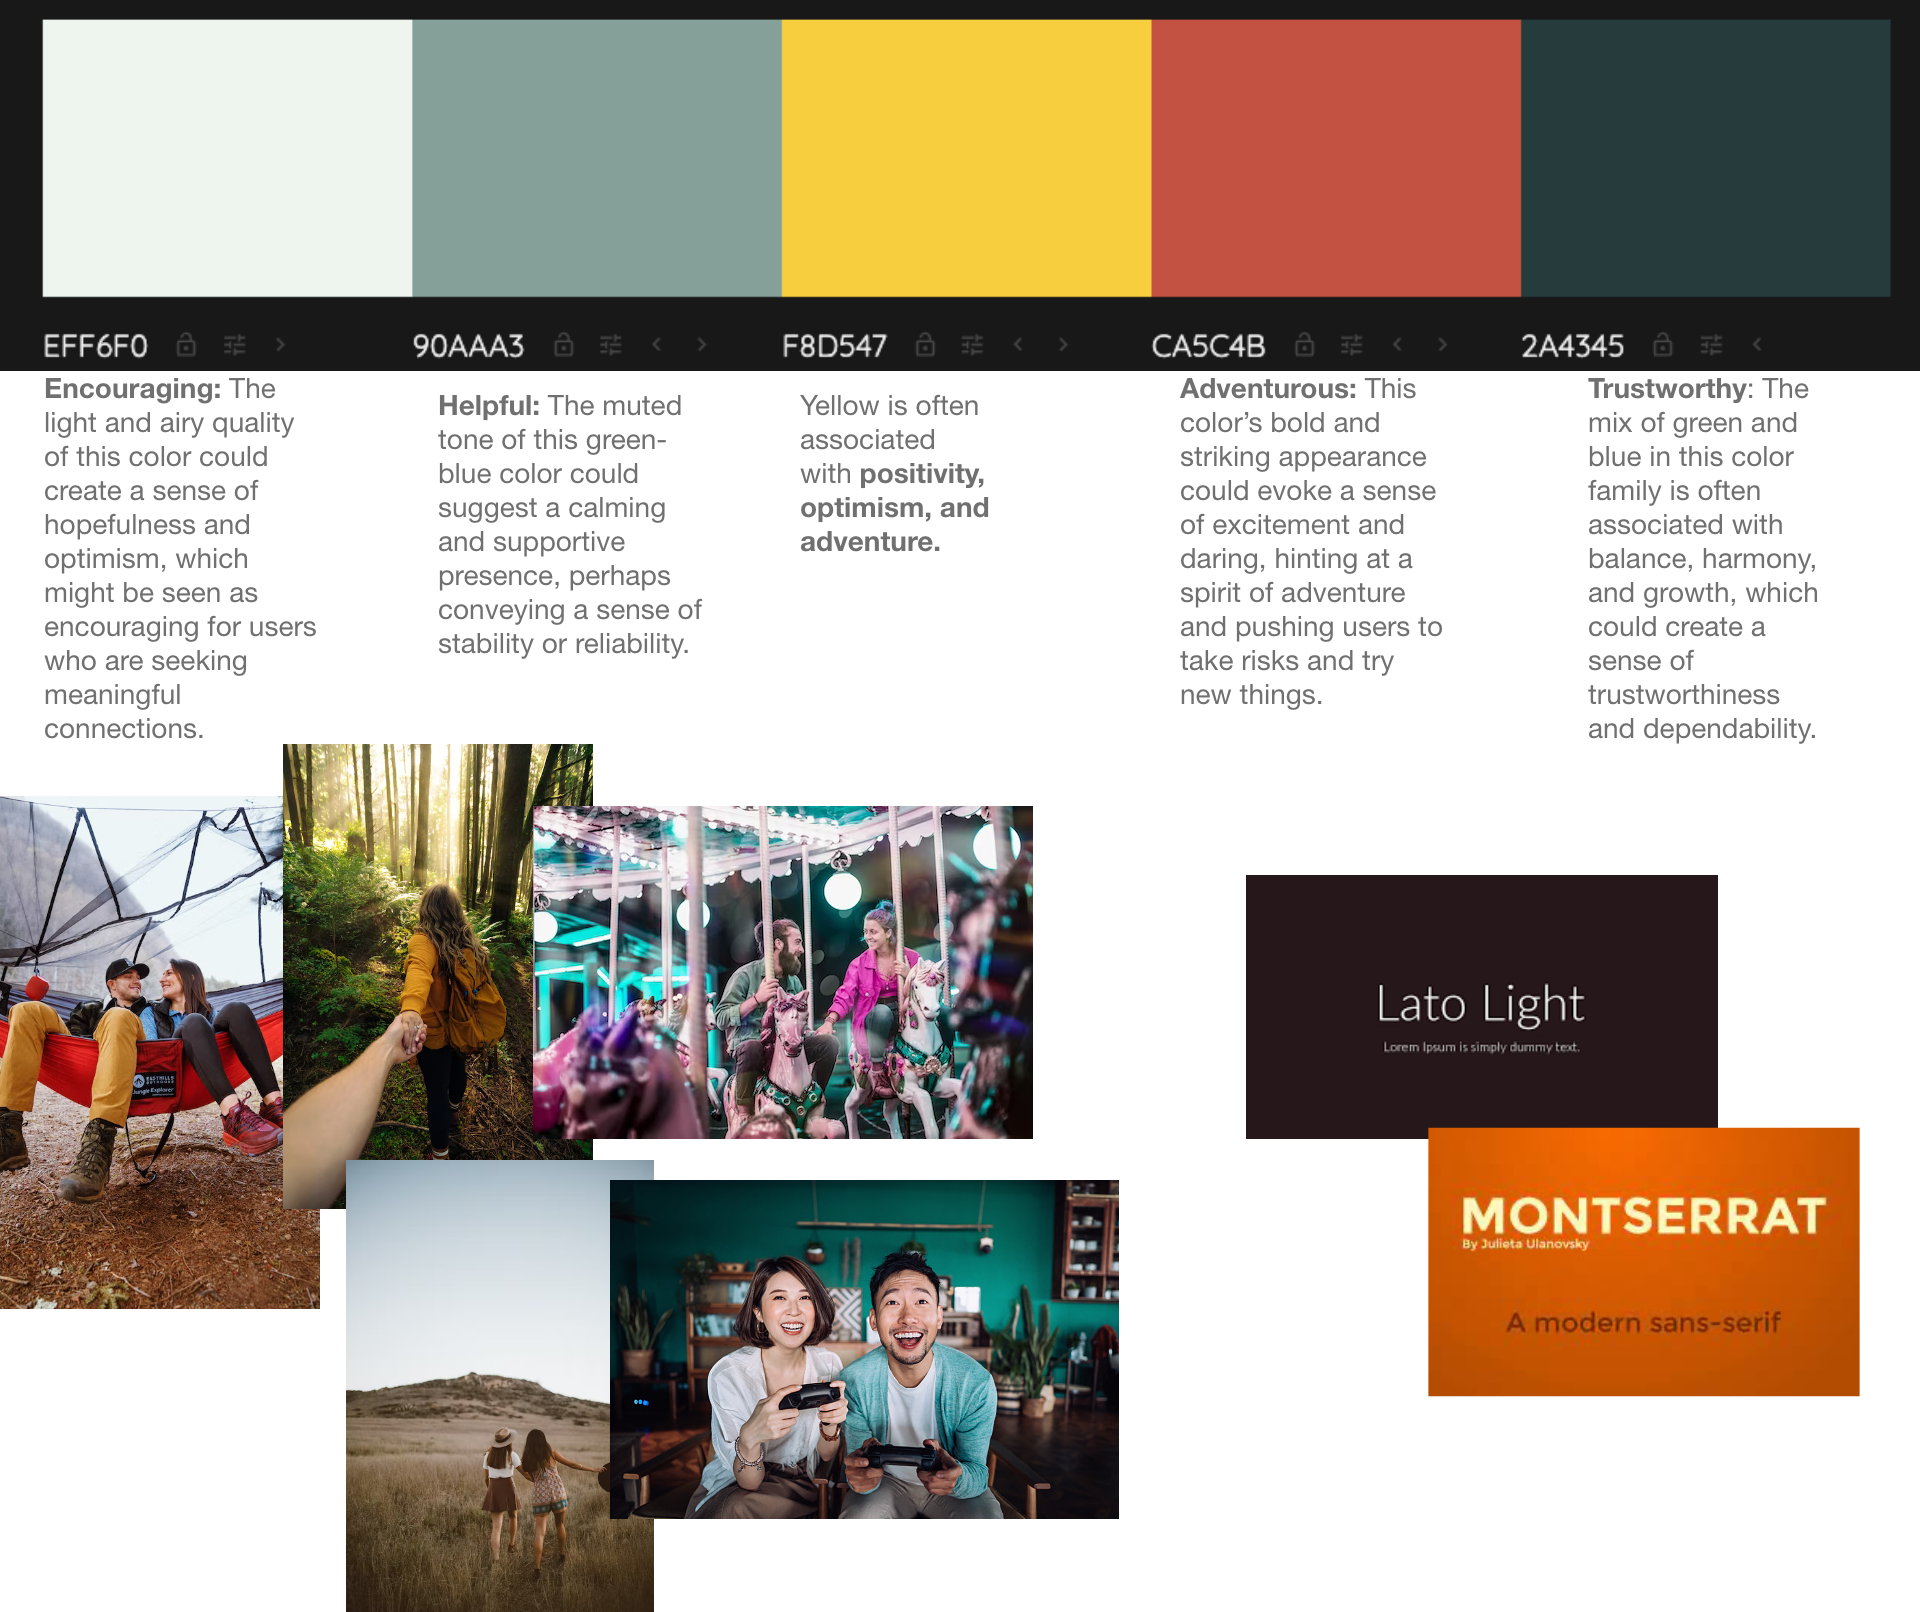 EFF6F0
90AAA3
F8D547
CA5C4B
2A4345
Encouraging: The
light and airy quality
of this color could
create a sense of
hopefulness and
optimism, which
might be seen as
encouraging for users
who are seeking
meaningful
connections.
Helpful: The muted
tone of this green-
blue color could
suggest a calming
and supportive
presence, perhaps
conveying a sense of
stability or reliability.
Yellow is often
associated
with positivity,
optimism, and
adventure.
Adventurous: This
color’s bold and
striking appearance
could evoke a sense
of excitement and
daring, hinting at a
spirit of adventure
and pushing users to
take risks and try
new things.
Trustworthy: The
mix of green and
blue in this color
family is often
associated with
balance, harmony,
and growth, which
could create a
sense of
trustworthiness
and dependability.
Jungle Explorer
Lato Light
Lorem Ipsum is simply dummy text.
MONTSERRAT
By Julieta Ulanovsky
A modern sans-serif